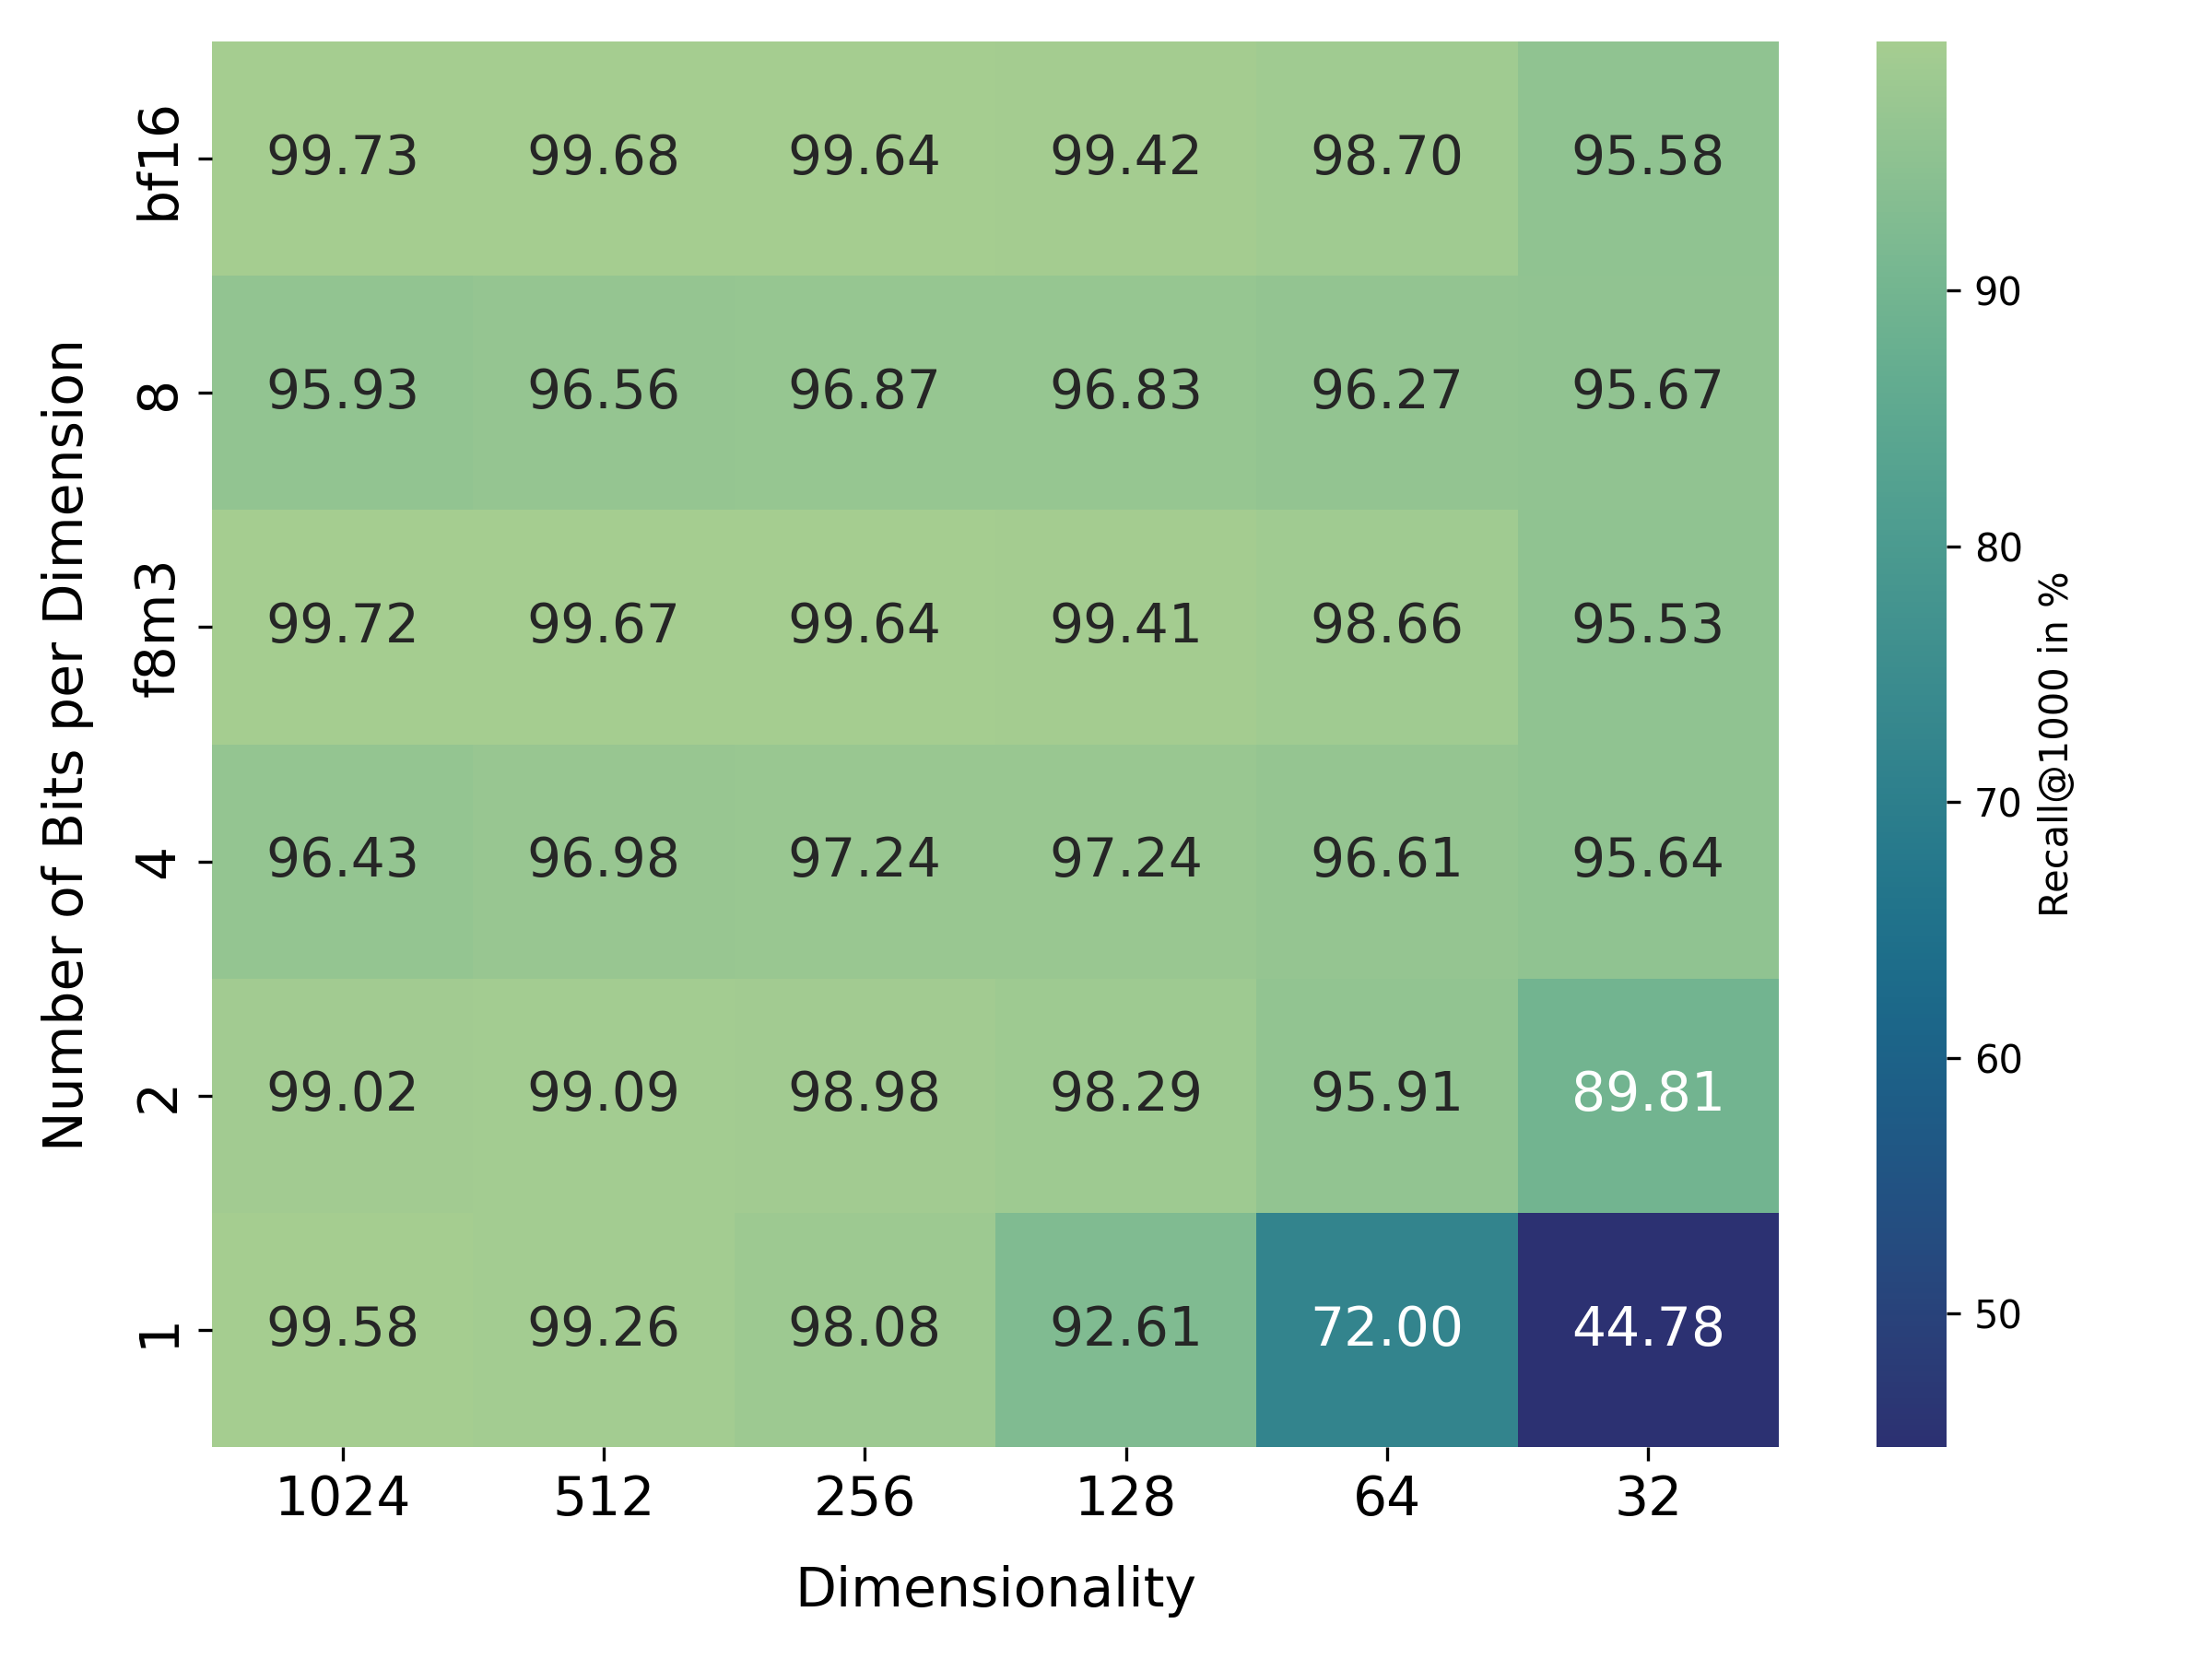 Number of Bits per Dimension
bf16 99.73 99.68 99.64 99.42 98.70 95.58
8 95.93 96.56 96.87 96.83 96.27 95.67
f8m3 99.72 99.67 99.64 99.41 98.66 95.53
4 96.43 96.98 97.24 97.24 96.61 95.64
2 99.02 99.09 98.98 98.29 95.91 89.81
1 99.58 99.26 98.08 92.61 72.00 44.78
1024 512 256 128 64 32
Dimensionality
90
80
70
60
50
Recall@1000 in %